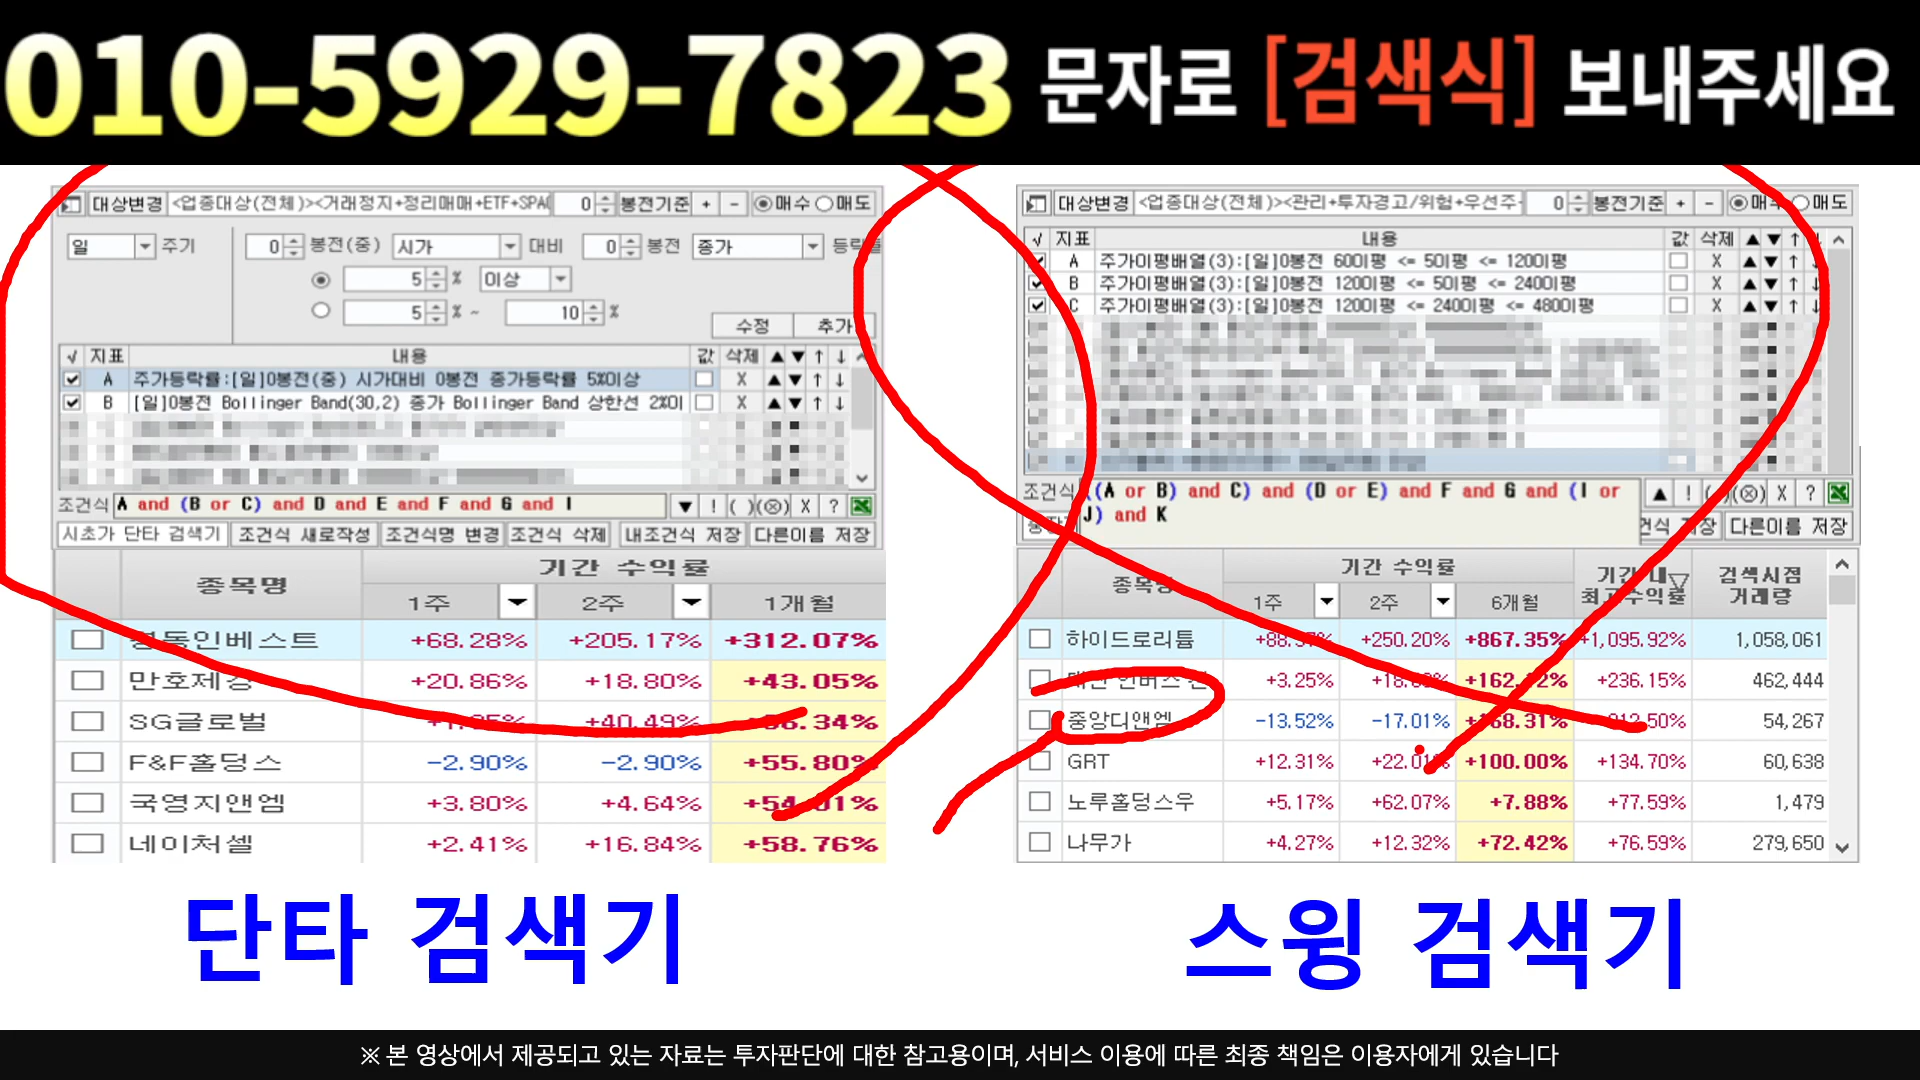 010-5929-7823 문자로 [검색식] 보내주세요
대상변경 <업종대상(전체)><거래정지+정리매매+ETF+SPAC 0 봉전기준 + - 매수 매도
일 주기 0 봉전(중) 시가 대비 0 봉전 종가
5 % 이상
5 % ~ 10 %
수정 추가
√ 지표 내용 값 삭제 ▲ ▼ ↑ ↓
A 주가등락률:[일]0봉전(중) 시가대비 0봉전 종가등락률 5%이상 X ▲ ▼ ↑ ↓
B [일]0봉전 Bollinger Band(30,2) 종가 Bollinger Band 상한선 2%이 X ▲ ▼ ↑ ↓
조건식 A and (B or C) and D and E and F and G and I ▼ ! ( ) (⊗) X ?
시초가 단타 검색기 조건식 새로작성 조건식명 변경 조건식 삭제 내조건식 저장 다른이름 저장
종목명 기간 수익률
1주 2주 1개월
+68.28% +205.17% +312.07%
만호제강 +20.86% +18.80% +43.05%
SG글로벌 +40.49%
F&F홀딩스 -2.90% -2.90% +55.80%
국영지앤엠 +3.80% +4.64%
네이처셀 +2.41% +16.84% +58.76%
단타 검색기
대상변경 <업종대상(전체)><관리+투자경고/위험+우선주+ 0 봉전기준 + - 매수 매도
√ 지표 내용 값 삭제 ▲ ▼ ↑ ↓
A 주가이평배열(3):[일]0봉전 60이평 <= 5이평 <= 120이평 X ▲ ▼ ↑ ↓
B 주가이평배열(3):[일]0봉전 120이평 <= 5이평 <= 240이평 X ▲ ▼ ↑ ↓
C 주가이평배열(3):[일]0봉전 120이평 <= 240이평 <= 480이평 X ▲ ▼ ↑ ↓
조건식 ((A or B) and C) and (D or E) and F and G and (I or ▲ ! ( ) (⊗) X ?
J) and K 저장 다른이름 저장
종목명 기간 수익률 기간 내 최고수익률 검색시점 거래량
1주 2주 6개월
하이드로리튬 +250.20% +867.35% +1,095.92% 1,058,061
+3.25% +236.15% 462,444
중앙디앤엠 -13.52% -17.01% 54,267
GRT +12.31% +100.00% +134.70% 60,638
노루홀딩스우 +5.17% +62.07% +7.88% +77.59% 1,479
나무가 +4.27% +12.32% +72.42% +76.59% 279,650
스윙 검색기
※ 본 영상에서 제공되고 있는 자료는 투자판단에 대한 참고용이며, 서비스 이용에 따른 최종 책임은 이용자에게 있습니다